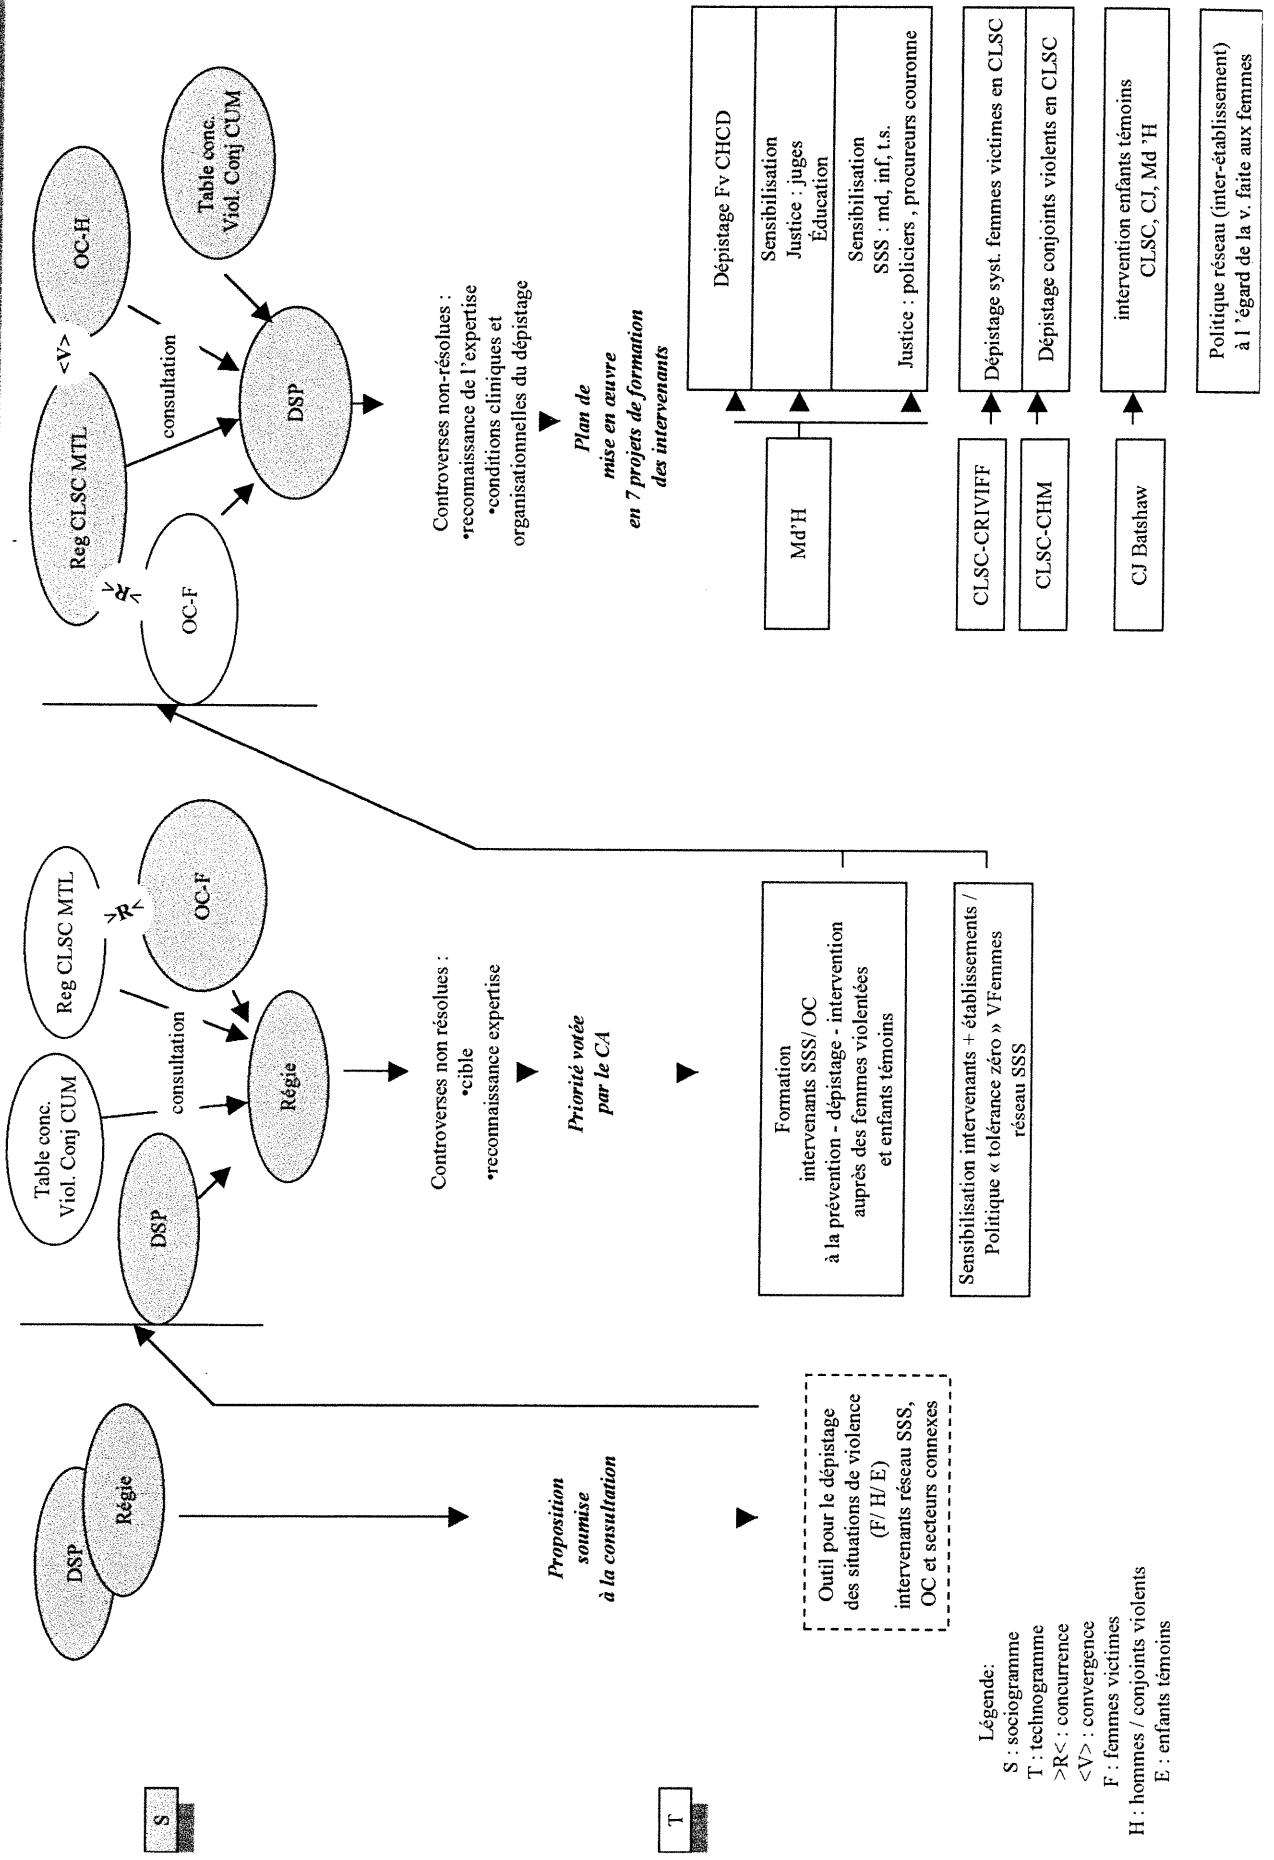 S
DSP
Régie
Proposition
soumise
à la consultation
T
Outil pour le dépistage
des situations de violence
(F/ H/ E)
intervenants réseau SSS,
OC et secteurs connexes
Légende:
S : sociogramme
T : technogramme
>R< : concurrence
<V> : convergence
F : femmes victimes
H : hommes / conjoints violents
E : enfants témoins
Table conc.
Viol. Conj CUM
Reg CLSC MTL
>R<
DSP
consultation
OC-F
Régie
Controverses non résolues :
•cible
•reconnaissance expertise
Priorité votée
par le CA
Formation
intervenants SSS/ OC
à la prévention - dépistage - intervention
auprès des femmes violentées
et enfants témoins
Sensibilisation intervenants + établissements /
Politique « tolérance zéro » VFemmes
réseau SSS
Reg CLSC MTL
<V>
OC-H
>R<
OC-F
consultation
Table conc.
Viol. Conj CUM
DSP
Controverses non-résolues :
•reconnaissance de l'expertise
•conditions cliniques et
organisationnelles du dépistage
Plan de
mise en œuvre
en 7 projets de formation
des intervenants
Md'H
Dépistage Fv CHCD
Sensibilisation
Justice : juges
Éducation
Sensibilisation
SSS : md, inf, t.s.
Justice : policiers , procureurs couronne
CLSC-CRIVIFF
Dépistage syst. femmes victimes en CLSC
CLSC-CHM
Dépistage conjoints violents en CLSC
CJ Batshaw
intervention enfants témoins
CLSC, CJ, Md 'H
Politique réseau (inter-établissement)
à l 'égard de la v. faite aux femmes